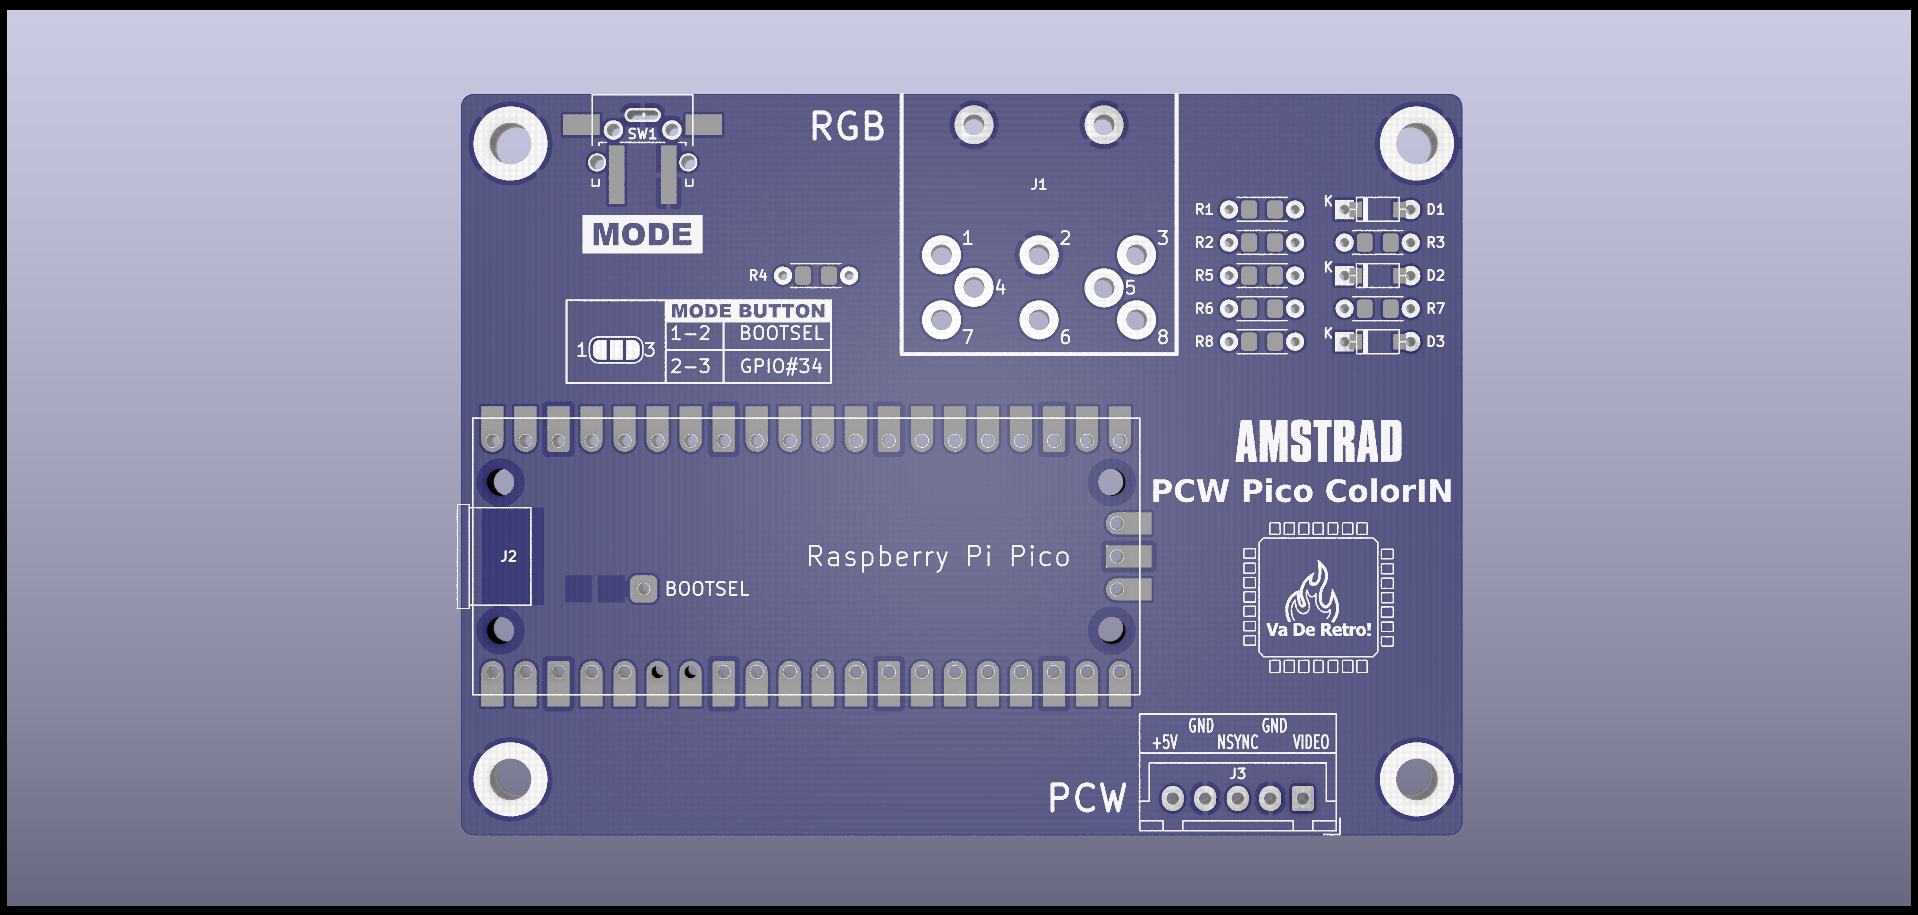 SW1
RGB
J1
MODE
1
2
3
4
5
7
6
8
R1
K
D1
R2
R3
R4
R5
K
D2
R6
R7
R8
K
D3
MODE BUTTON
1-2 BOOTSEL
1 3
2-3 GPIO#34
AMSTRAD
PCW Pico ColorIN
J2
Raspberry Pi Pico
BOOTSEL
Va De Retro!
GND GND
+5V NSYNC VIDEO
J3
PCW